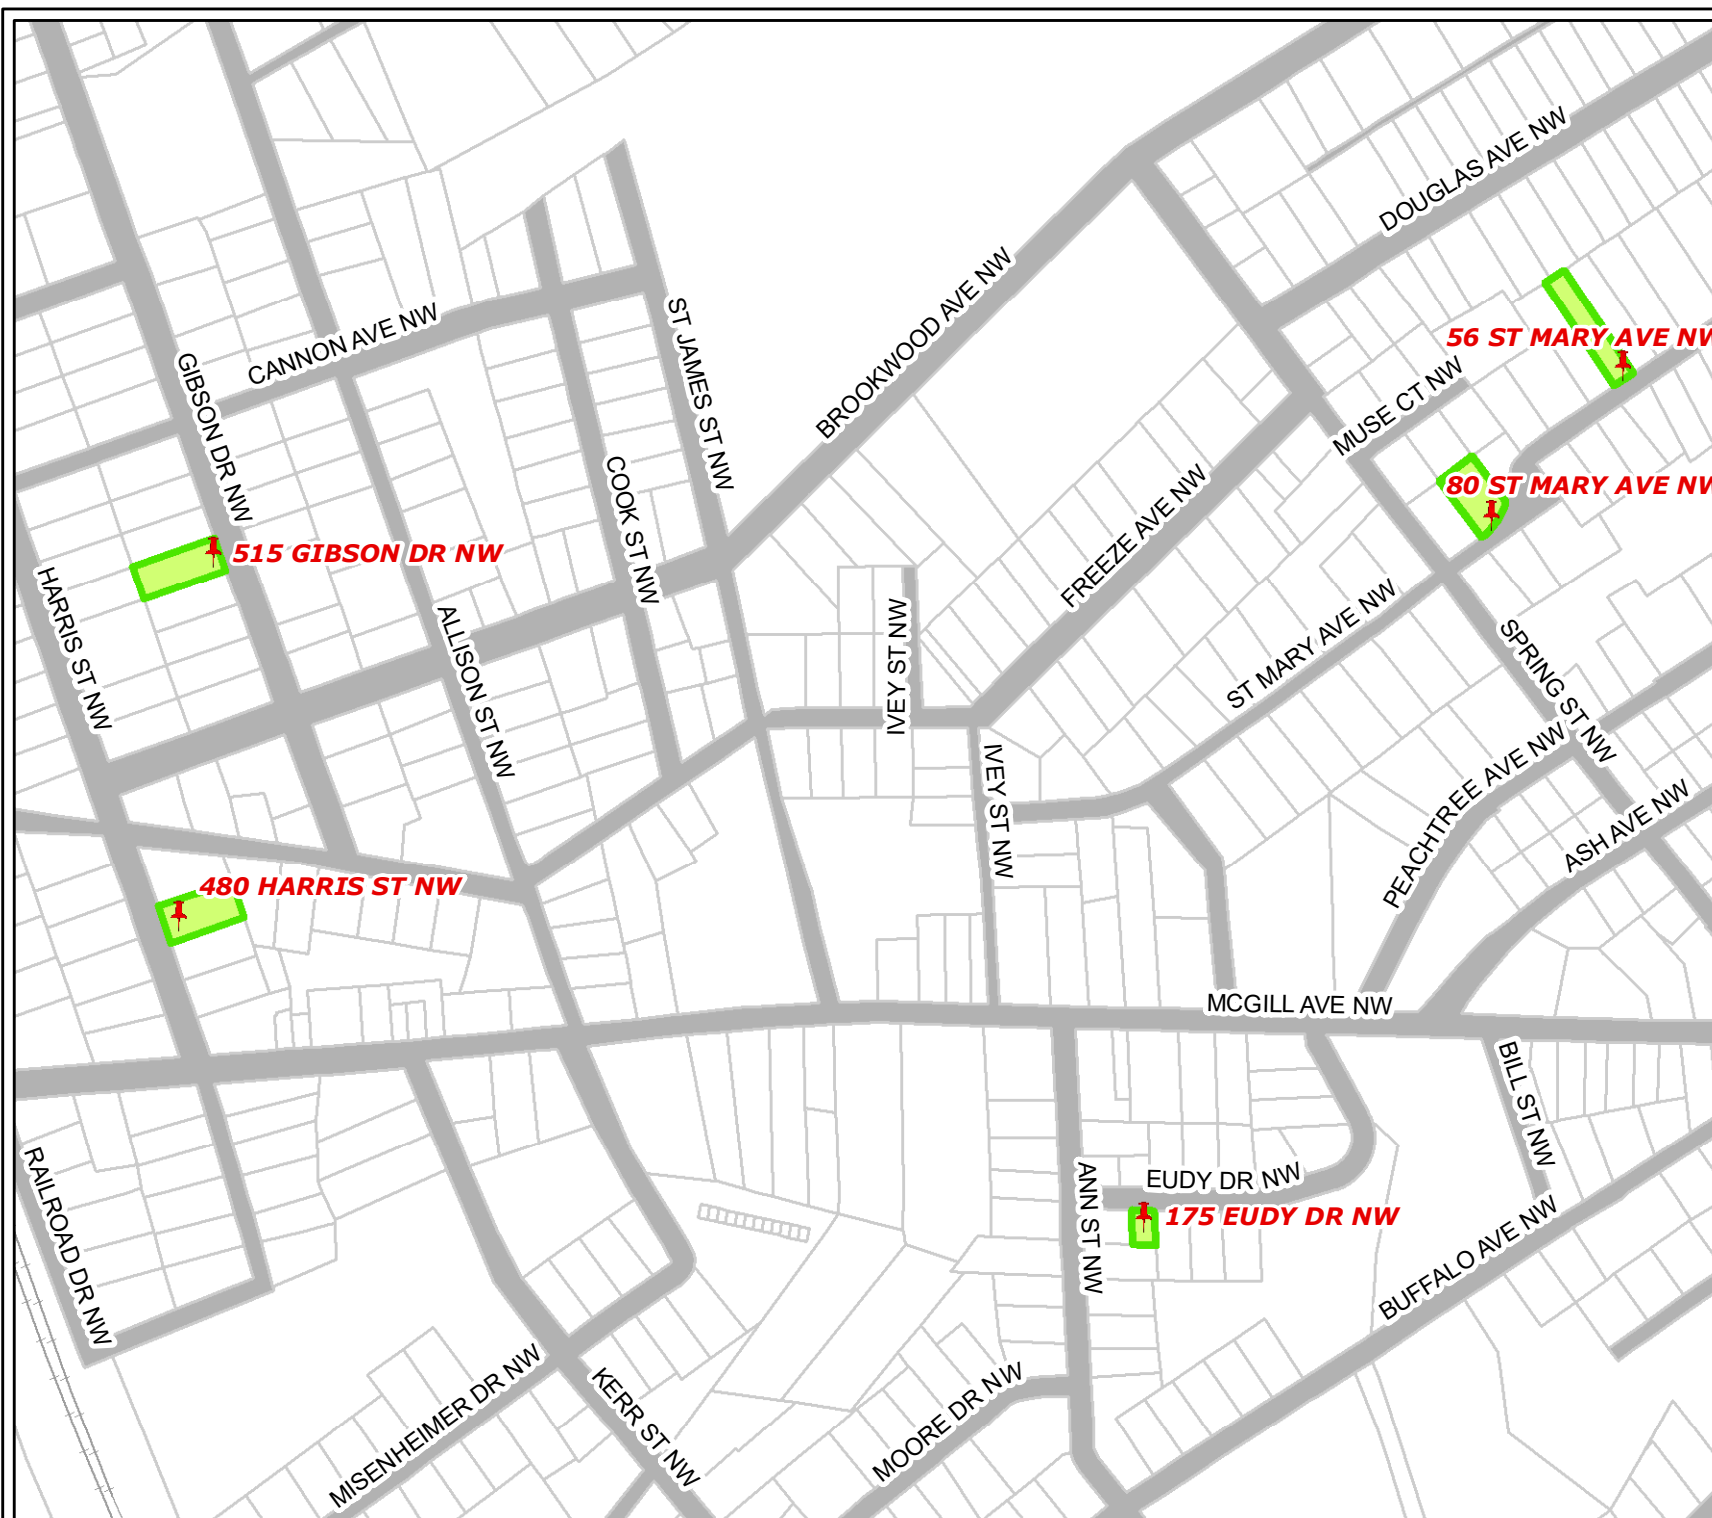 DOUGLAS AVE NW
BROOKWOOD AVE NW
CANNON AVE NW
ST JAMES ST NW
56 ST MARY AVE NW
GIBSON DR NW
MUSE CT NW
80 ST MARY AVE NW
COOK ST NW
FREEZE AVE NW
515 GIBSON DR NW
HARRIS ST NW
ALLISON ST NW
IVEY ST NW
ST MARY AVE NW
SPRING ST NW
IVEY ST NW
PEACHTREE AVE NW
ASH AVE NW
480 HARRIS ST NW
MCGILL AVE NW
BILL ST NW
RAILROAD DR NW
ANN ST NW
EUDY DR NW
175 EUDY DR NW
BUFFALO AVE NW
MISENHEIMER DR NW
KERR ST NW
MOORE DR NW